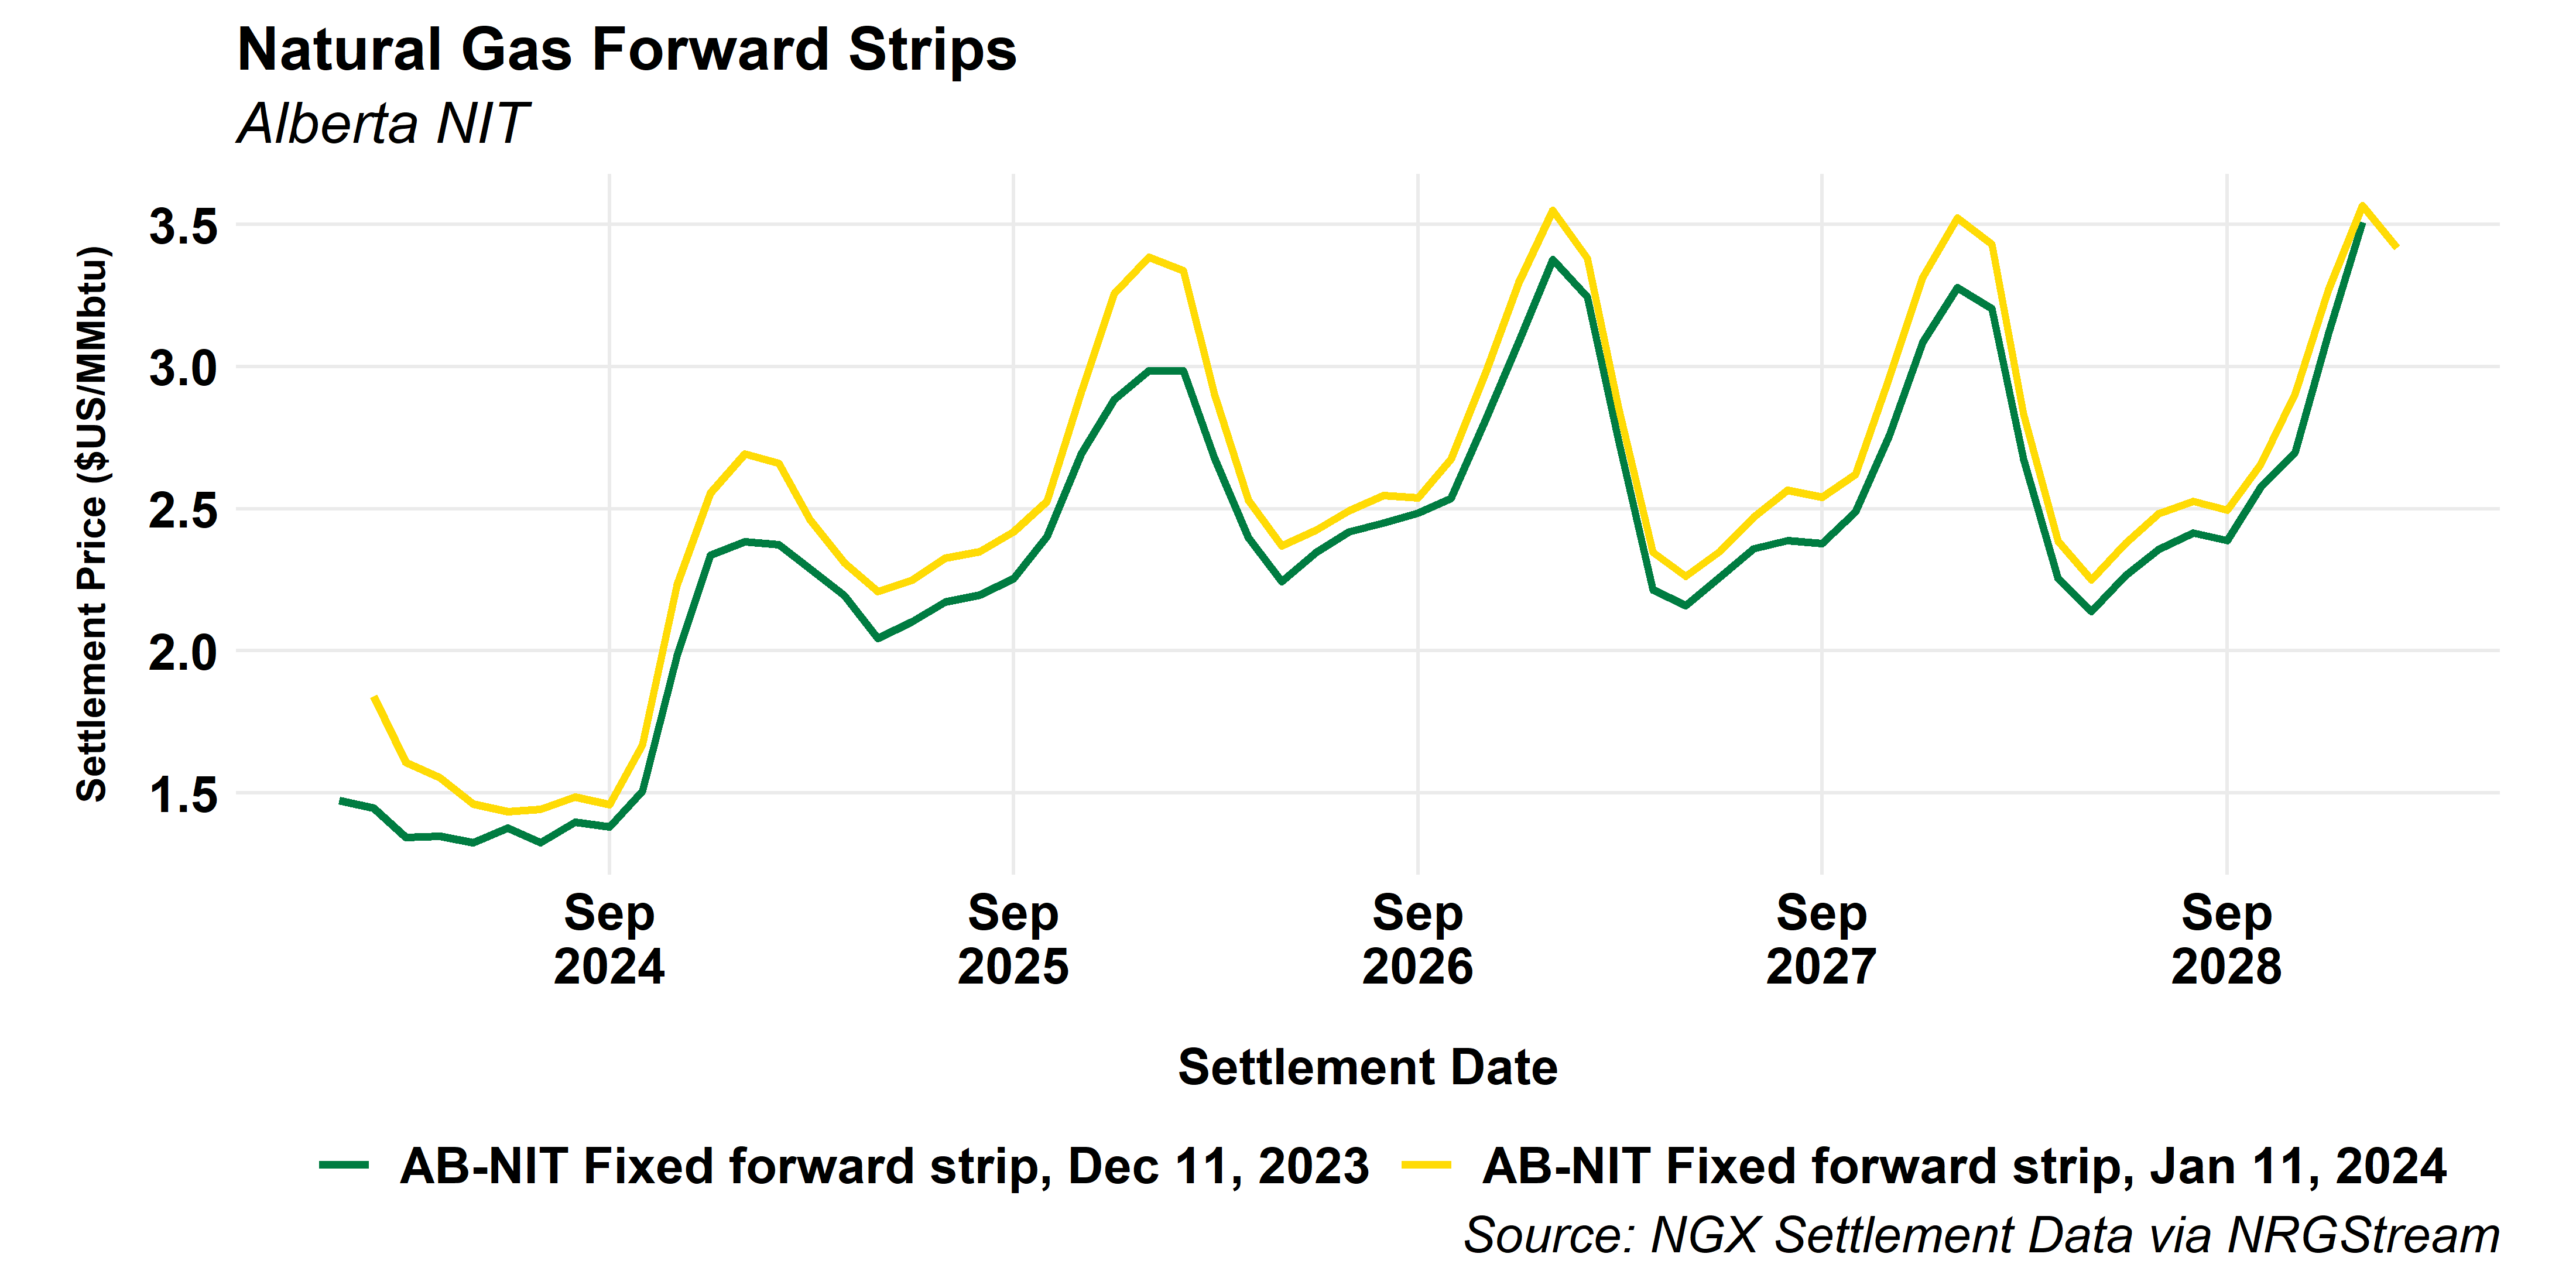 Natural Gas Forward Strips
Alberta NIT
Settlement Price ($US/MMbtu)
3.5
3.0
2.5
2.0
1.5
Sep
2024
Sep
2025
Sep
2026
Sep
2027
Sep
2028
Settlement Date
AB-NIT Fixed forward strip, Dec 11, 2023
AB-NIT Fixed forward strip, Jan 11, 2024
Source: NGX Settlement Data via NRGStream